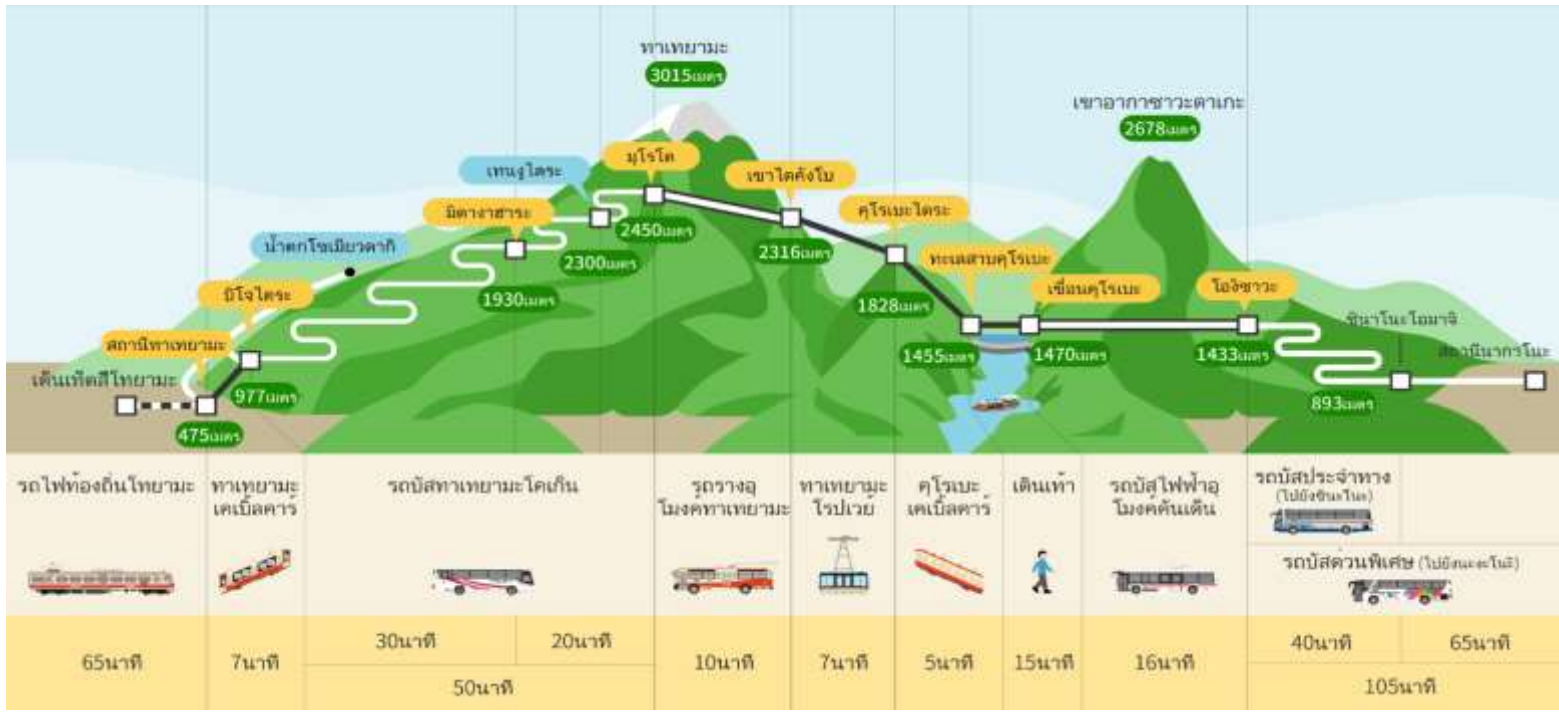 ทาเทยามะ
3015เมตร
เขาอากาซาวะตาเกะ
2678เมตร
มุโรโด
เทนงูไดระ
เขาไดคังโบ
มิดางาฮาระ
2450เมตร
คุโรเบะไดระ
น้ำตกโชเมียวดากิ
2300เมตร
2316เมตร
ทะเลสาบคุโรเบะ
บิโจไดระ
1930เมตร
1828เมตร
เขื่อนคุโรเบะ
โองิซาวะ
ชินาโนะโอมาจิ
สถานีทาเทยามะ
1455เมตร
1470เมตร
1433เมตร
สถานีนากาโนะ
เด็นเท็ตสึโทยามะ
977เมตร
893เมตร
475เมตร
รถไฟท้องถิ่นโทยามะ
ทาเทยามะ
เคเบิ้ลคาร์
รถบัสทาเทยามะโคเก็น
รถรางอุ
โมงค์ทาเทยามะ
ทาเทยามะ
โรปเวย์
คุโรเบะ
เคเบิ้ลคาร์
เดินเท้า
รถบัสไฟฟ้าอุ
โมงค์คันเด็น
รถบัสประจำทาง
(ไปยังชินะโนะ)
รถบัสด่วนพิเศษ
65นาที
7นาที
30นาที
20นาที
50นาที
10นาที
7นาที
5นาที
15นาที
16นาที
40นาที
65นาที
105นาที